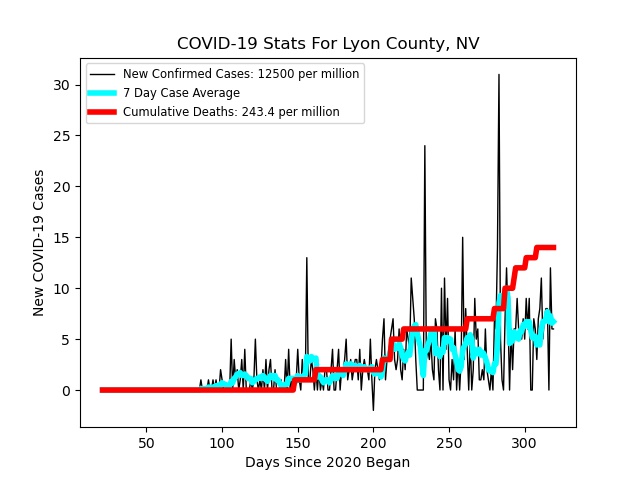 COVID-19 Stats For Lyon County, NV
New Confirmed Cases: 12500 per million
7 Day Case Average
Cumulative Deaths: 243.4 per million
New COVID-19 Cases
30
25
20
15
10
5
0
50 100 150 200 250 300
Days Since 2020 Began